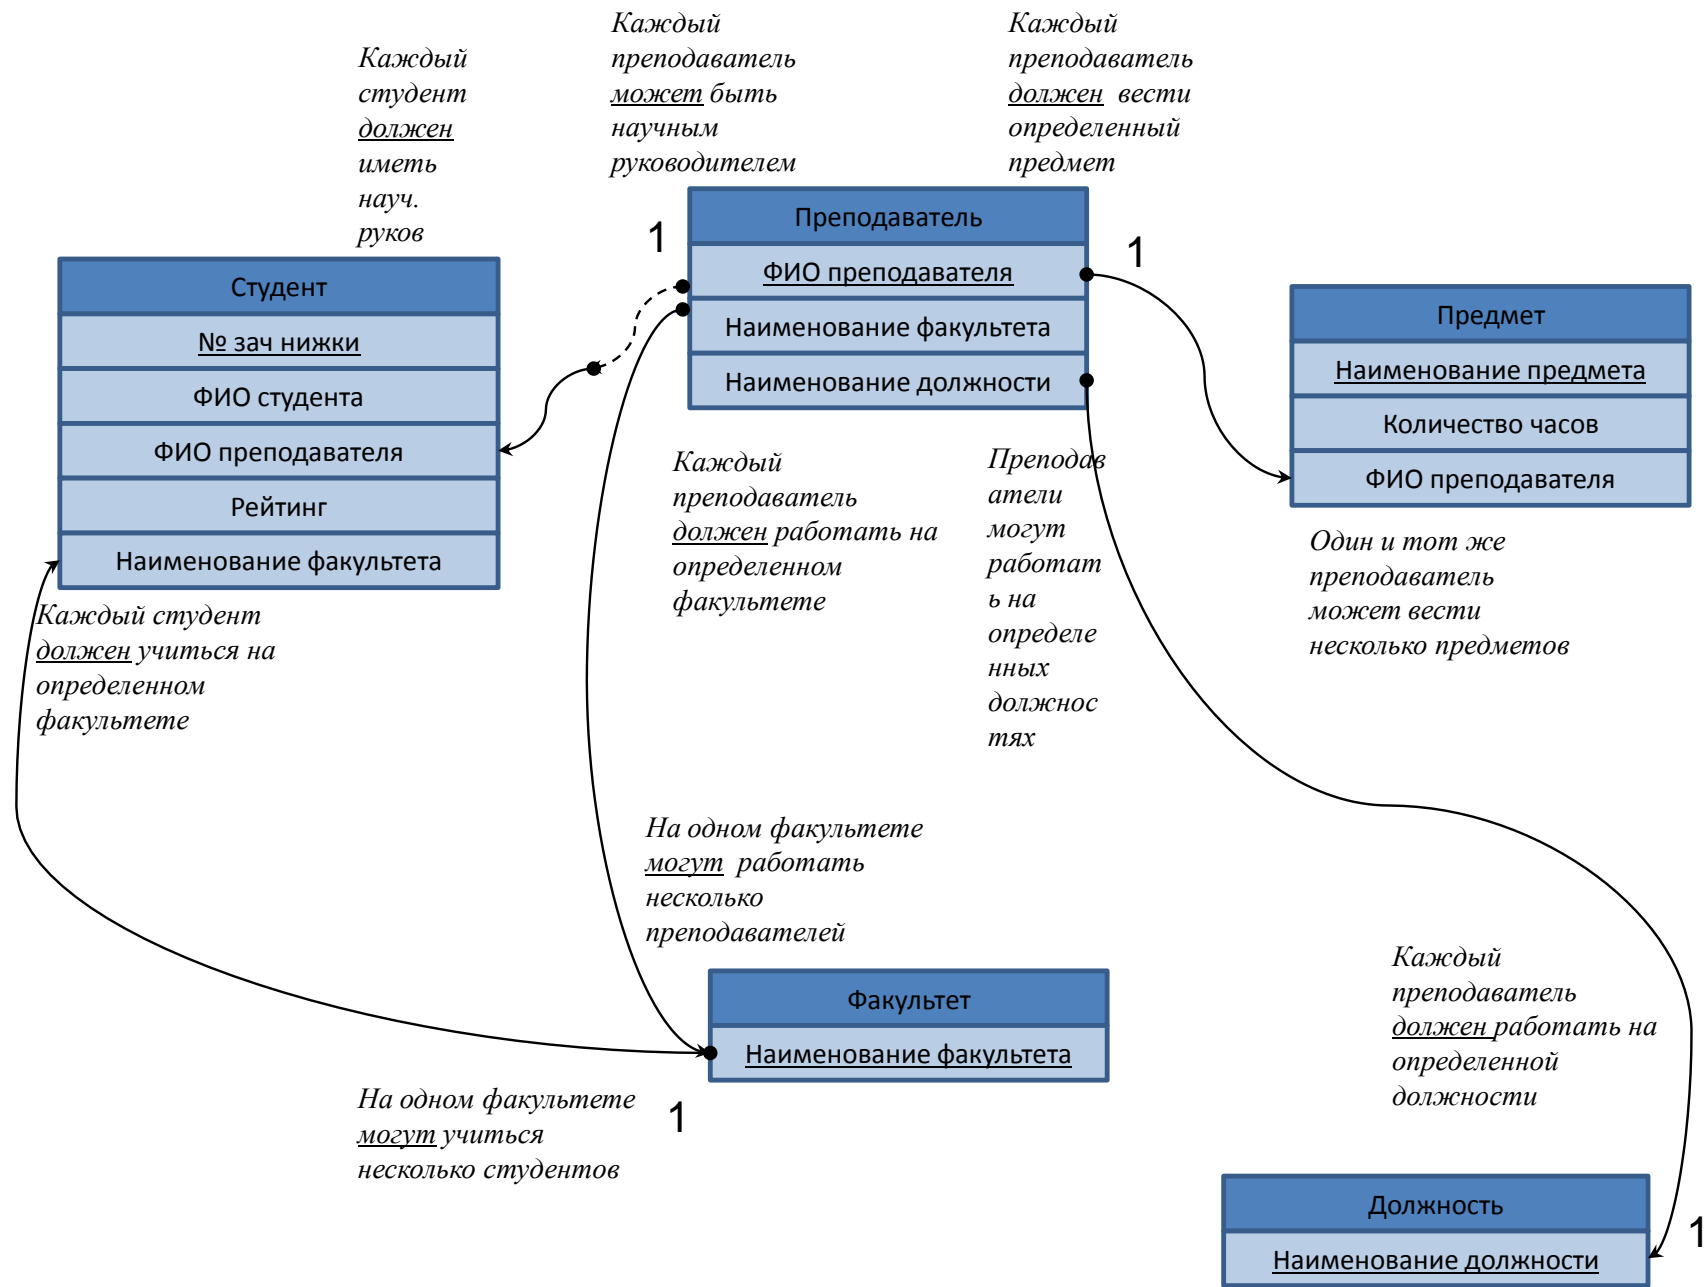 Каждый
студент
должен
иметь
науч.
руков
Каждый
преподаватель
может быть
научным
руководителем
Каждый
преподаватель
должен вести
определенный
предмет
1
1
Преподаватель
ФИО преподавателя
Наименование факультета
Наименование должности
Студент
№ зач нижки
ФИО студента
ФИО преподавателя
Рейтинг
Наименование факультета
Предмет
Наименование предмета
Количество часов
ФИО преподавателя
Каждый
преподаватель
должен работать на
определенном
факультете
Преподав
атели
могут
работат
ь на
определе
нных
должнос
тях
Один и тот же
преподаватель
может вести
несколько предметов
Каждый студент
должен учиться на
определенном
факультете
На одном факультете
могут работать
несколько
преподавателей
Каждый
преподаватель
должен работать на
определенной
должности
Факультет
Наименование факультета
На одном факультете
могут учиться
несколько студентов
1
Должность
Наименование должности
1